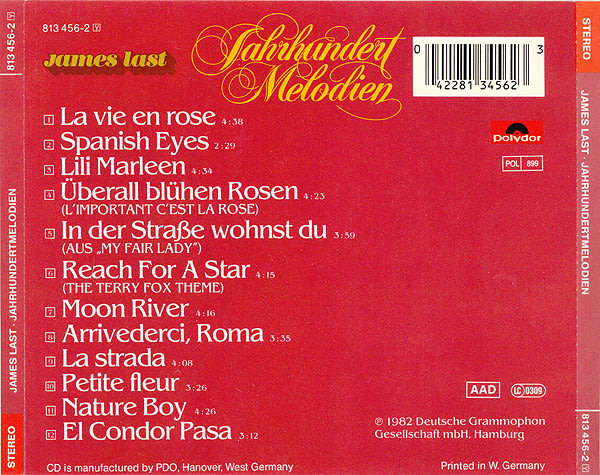 813 456-2 Y
james last
Jahrhundert
Melodien
0 42281 34562 3
Polydor
POL 899
1 La vie en rose 4:38
2 Spanish Eyes 2:29
3 Lili Marleen 4:34
4 Überall blühen Rosen 4:23
(L'IMPORTANT C'EST LA ROSE)
5 In der Straße wohnst du 3:59
(AUS „MY FAIR LADY")
6 Reach For A Star 4:15
(THE TERRY FOX THEME)
7 Moon River 4:16
8 Arrivederci, Roma 3:35
9 La strada 4:08
10 Petite fleur 3:26
11 Nature Boy 4:26
12 El Condor Pasa 3:12
AAD
LC 0309
℗ 1982 Deutsche Grammophon
Gesellschaft mbH, Hamburg
CD is manufactured by PDO, Hanover, West Germany
Printed in W. Germany
STEREO JAMES LAST · JAHRHUNDERTMELODIEN 813 456-2 Y
STEREO JAMES LAST · JAHRHUNDERTMELODIEN 813 456-2 Y